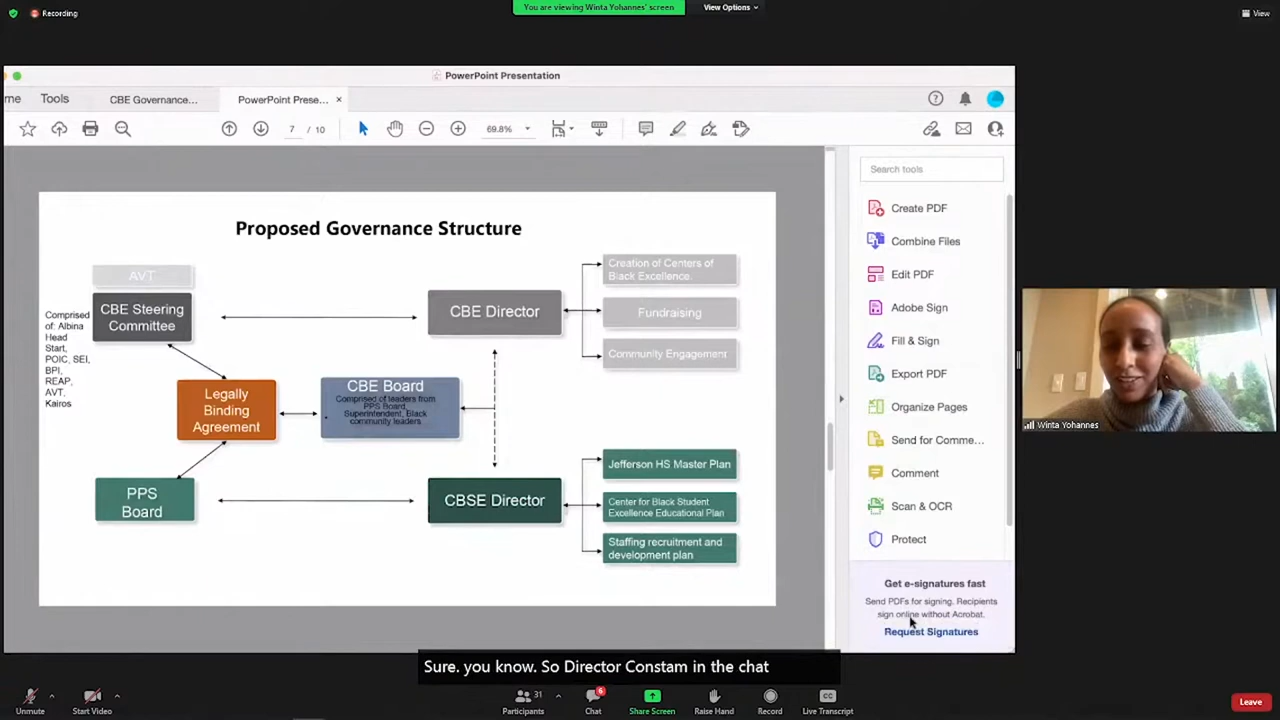 Recording
You are viewing Winta Yohannes' screen
View Options
View
PowerPoint Presentation
me
Tools
CBE Governance...
PowerPoint Prese...
7 / 10
69.8%
Search tools
Create PDF
Combine Files
Edit PDF
Adobe Sign
Fill & Sign
Export PDF
Organize Pages
Send for Comme...
Comment
Scan & OCR
Protect
Get e-signatures fast
Send PDFs for signing. Recipients
sign online without Acrobat.
Request Signatures
Proposed Governance Structure
AVT
CBE Steering
Committee
Comprised
of: Albina
Head
Start,
POIC, SEI,
BPI,
REAP,
AVT,
Kairos
Legally
Binding
Agreement
PPS
Board
CBE Board
Comprised of leaders from
PPS Board,
Superintendent, Black
community leaders.
CBE Director
CBSE Director
Creation of Centers of
Black Excellence.
Fundraising
Community Engagement
Jefferson HS Master Plan
Center for Black Student
Excellence Educational Plan
Staffing recruitment and
development plan
Winta Yohannes
Sure. you know. So Director Constam in the chat
Unmute
Start Video
Participants
31
Chat
6
Share Screen
Raise Hand
Record
CC
Live Transcript
Leave